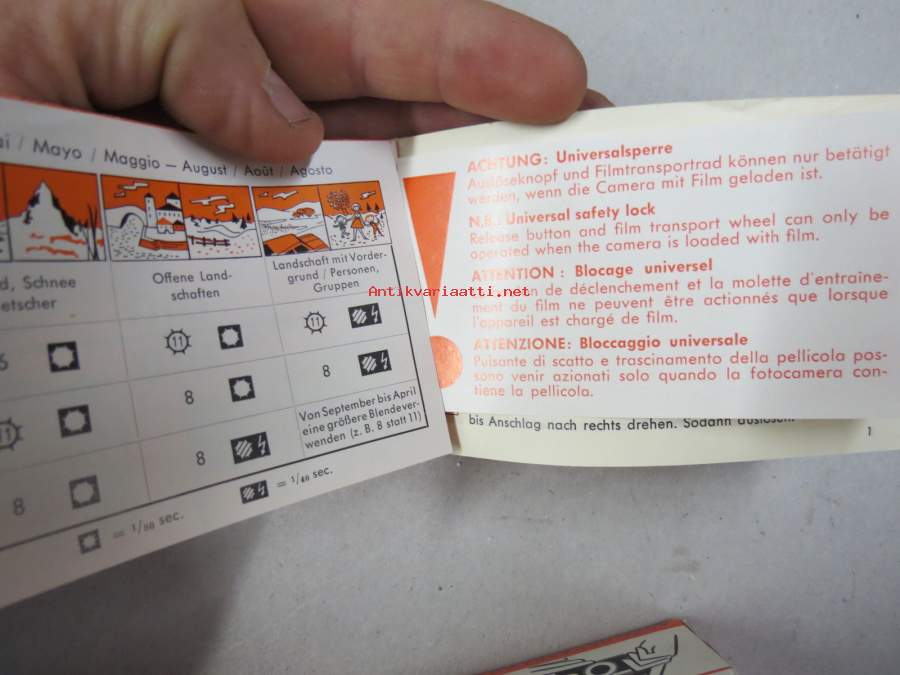 ai / Mayo / Maggio – August / Août / Agosto
d, Schnee
etscher
Offene Land-
schaften
Landschaft mit Vorder-
grund / Personen,
Gruppen
11
11
8
8
11
8
8
Von September bis April
eine größere Blendever-
wenden (z. B. 8 statt 11)
= 1/80 sec.
= 1/40 sec.
ACHTUNG: Universalsperre
Auslöseknopf und Filmtransportrad können nur betätigt
werden, wenn die Camera mit Film geladen ist.
N.B.: Universal safety lock
Release button and film transport wheel can only be
operated when the camera is loaded with film.
ATTENTION : Blocage universel
de déclenchement et la molette d'entraîne-
ment du film ne peuvent être actionnés que lorsque
l'appareil est chargé de film.
ATTENZIONE: Bloccaggio universale
Pulsante di scatto e trascinamento della pellicola pos-
sono venir azionati solo quando la fotocamera con-
tiene la pellicola.
bis Anschlag nach rechts drehen. Sodann auslösen.
1
Antikvariaatti.net